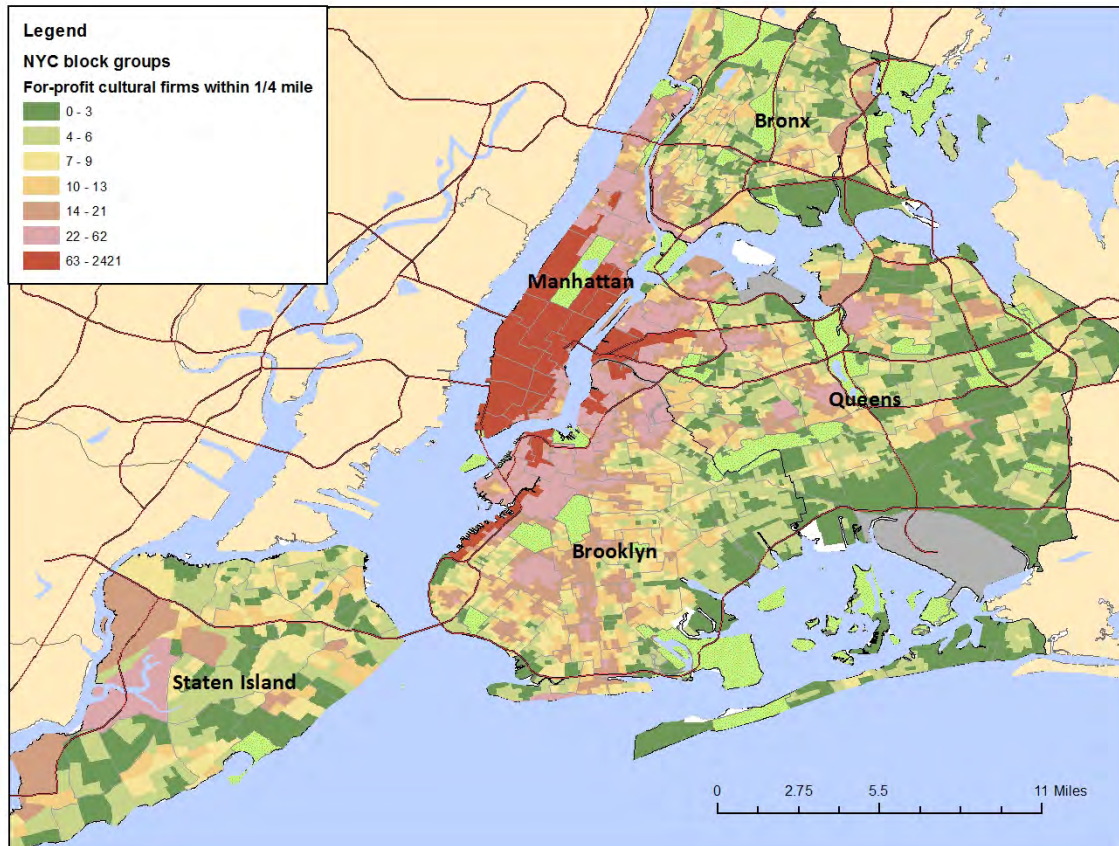 Legend
NYC block groups
For-profit cultural firms within 1/4 mile
0 - 3
4 - 6
7 - 9
10 - 13
14 - 21
22 - 62
63 - 2421
Bronx
Manhattan
Queens
Brooklyn
Staten Island
0 2.75 5.5 11 Miles